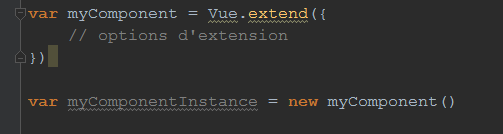 var myComponent = Vue.extend({
// options d'extension
})
var myComponentInstance = new myComponent()